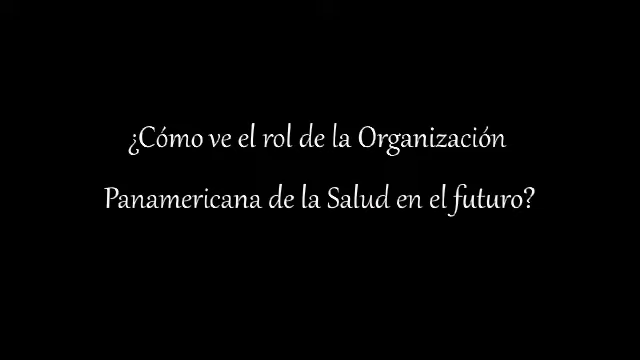 ¿Cómo ve el rol de la Organización
Panamericana de la Salud en el futuro?